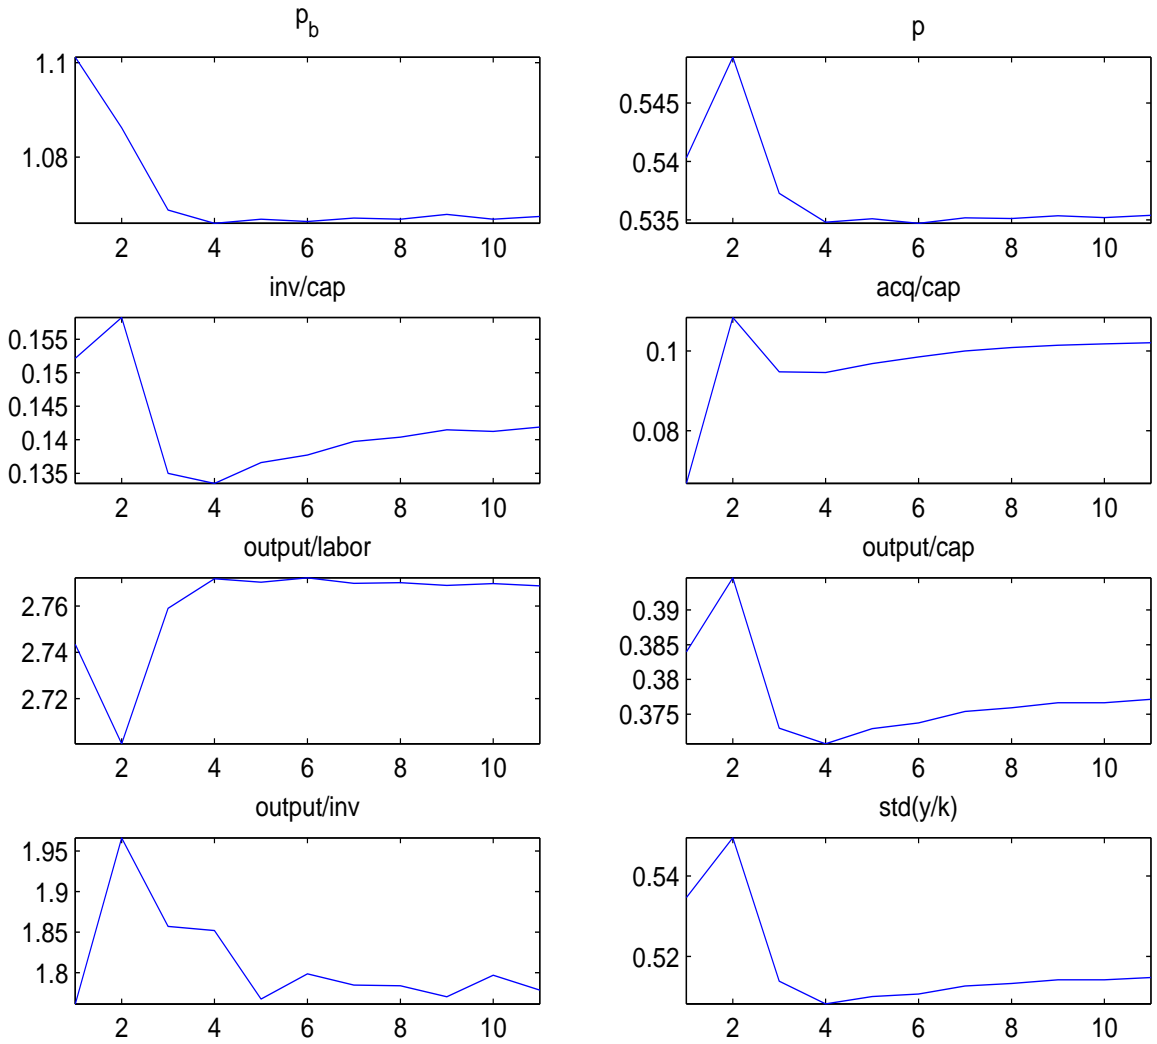 p_b
1.1
1.08
2 4 6 8 10
p
0.545
0.54
0.535
2 4 6 8 10
inv/cap
0.155
0.15
0.145
0.14
0.135
2 4 6 8 10
acq/cap
0.1
0.08
2 4 6 8 10
output/labor
2.76
2.74
2.72
2 4 6 8 10
output/cap
0.39
0.385
0.38
0.375
2 4 6 8 10
output/inv
1.95
1.9
1.85
1.8
2 4 6 8 10
std(y/k)
0.54
0.52
2 4 6 8 10